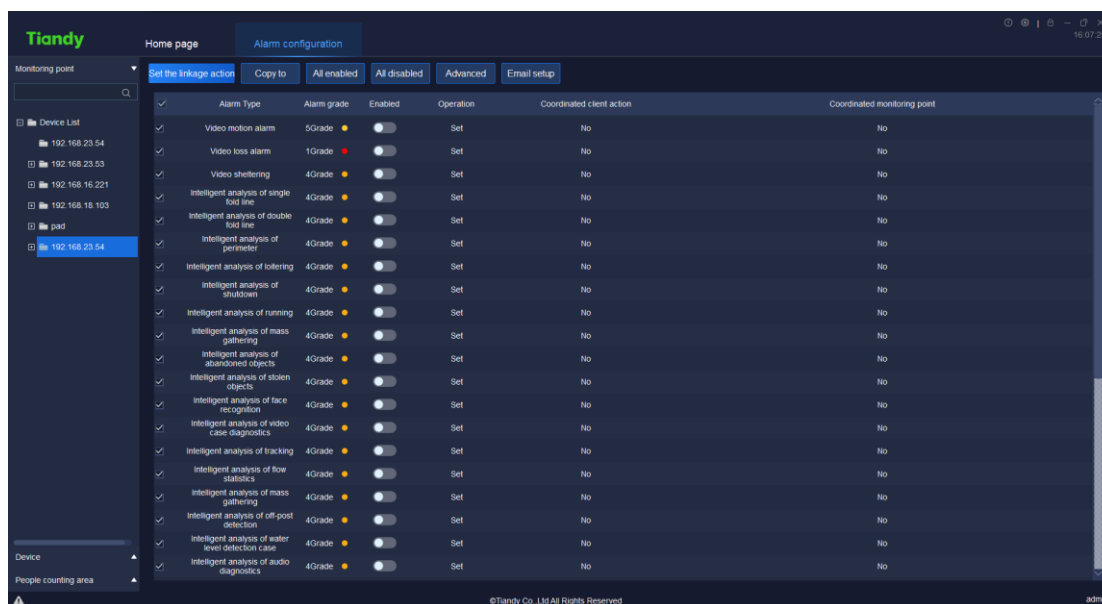 Tiandy
Home page
Alarm configuration
16:07:2
Monitoring point
Set the linkage action
Copy to
All enabled
All disabled
Advanced
Email setup
Device List
192.168.23.54
192.168.23.53
192.168.16.221
192.168.18.103
pad
192.168.23.54
Device
People counting area
Alarm Type Alarm grade Enabled Operation Coordinated client action Coordinated monitoring point
Video motion alarm 5Grade Set No No
Video loss alarm 1Grade Set No No
Video sheltering 4Grade Set No No
Intelligent analysis of single
fold line 4Grade Set No No
Intelligent analysis of double
fold line 4Grade Set No No
Intelligent analysis of
perimeter 4Grade Set No No
Intelligent analysis of loitering 4Grade Set No No
Intelligent analysis of
shutdown 4Grade Set No No
Intelligent analysis of running 4Grade Set No No
Intelligent analysis of mass
gathering 4Grade Set No No
Intelligent analysis of
abandoned objects 4Grade Set No No
Intelligent analysis of stolen
objects 4Grade Set No No
Intelligent analysis of face
recognition 4Grade Set No No
Intelligent analysis of video
case diagnostics 4Grade Set No No
Intelligent analysis of tracking 4Grade Set No No
Intelligent analysis of flow
statistics 4Grade Set No No
Intelligent analysis of mass
gathering 4Grade Set No No
Intelligent analysis of off-post
detection 4Grade Set No No
Intelligent analysis of water
level detection case 4Grade Set No No
Intelligent analysis of audio
diagnostics 4Grade Set No No
©Tiandy Co.,Ltd All Rights Reserved
adm